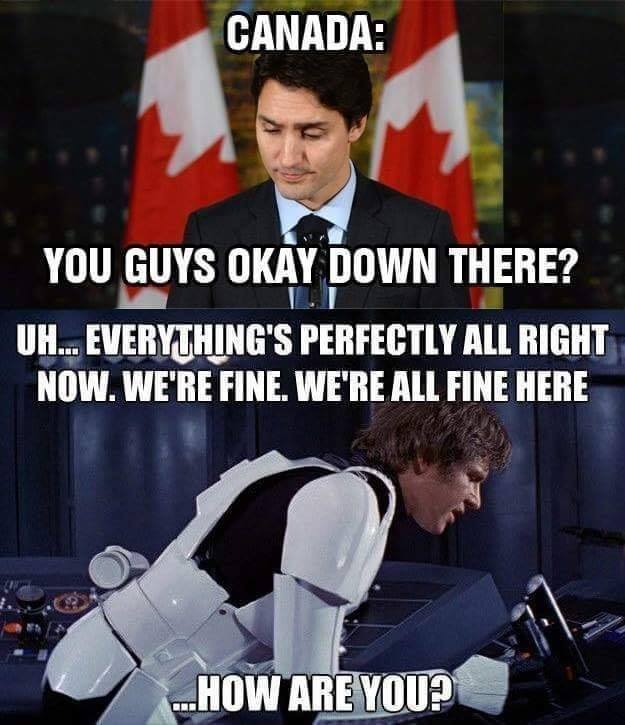 CANADA:
YOU GUYS OKAY DOWN THERE?
UH... EVERYTHING'S PERFECTLY ALL RIGHT
NOW. WE'RE FINE. WE'RE ALL FINE HERE
...HOW ARE YOU?